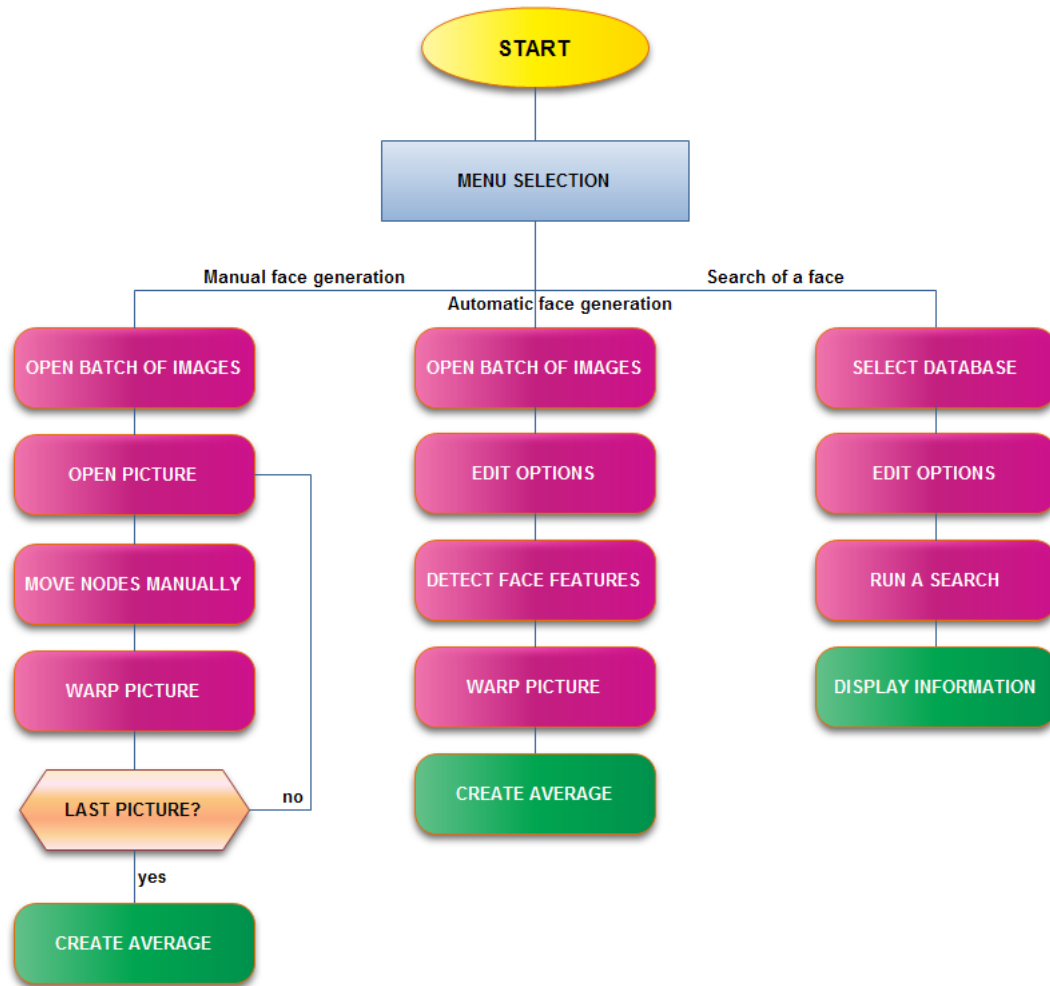 START
MENU SELECTION
Manual face generation
Automatic face generation
Search of a face
OPEN BATCH OF IMAGES
OPEN PICTURE
MOVE NODES MANUALLY
WARP PICTURE
LAST PICTURE?
no
yes
CREATE AVERAGE
OPEN BATCH OF IMAGES
EDIT OPTIONS
DETECT FACE FEATURES
WARP PICTURE
CREATE AVERAGE
SELECT DATABASE
EDIT OPTIONS
RUN A SEARCH
DISPLAY INFORMATION